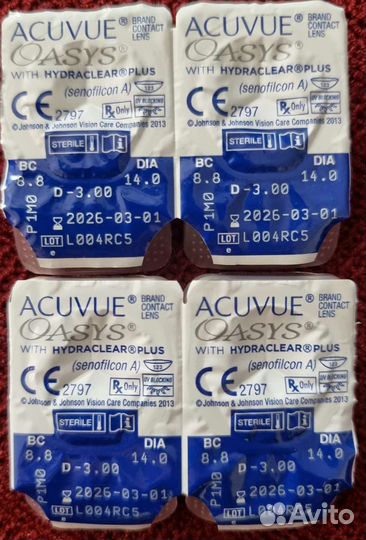 ACUVUE® BRAND CONTACT LENS
OASYS®
WITH HYDRACLEAR® PLUS
(senofilcon A)
123
CE 2797
Rx Only
UV BLOCKING
©Johnson & Johnson Vision Care Companies 2013
STERILE
BC DIA
8.8 14.0
D-3.00
P1M0
2026-03-01
LOT L004RC5
e
ACUVUE® BRAND CONTACT LENS
OASYS®
WITH HYDRACLEAR® PLUS
(senofilcon A)
123
CE 2797
Rx Only
UV BLOCKING
©Johnson & Johnson Vision Care Companies 2013
STERILE
BC DIA
8.8 14.0
D-3.00
P1M0
2026-03-01
LOT L004RC5
e
ACUVUE® BRAND CONTACT LENS
OASYS®
WITH HYDRACLEAR® PLUS
(senofilcon A)
123
CE 2797
Rx Only
UV BLOCKING
©Johnson & Johnson Vision Care Companies 2013
STERILE
BC DIA
8.8 14.0
D-3.00
P1M0
2026-03-01
LOT L004RC5
e
ACUVUE® BRAND CONTACT LENS
OASYS®
WITH HYDRACLEAR® PLUS
(senofilcon A)
123
CE 2797
Rx Only
UV BLOCKING
©Johnson & Johnson Vision Care Companies 2013
STERILE
BC DIA
8.8 14.0
D-3.00
P1M0
2026-03-01
LOT L004RC5
Avito